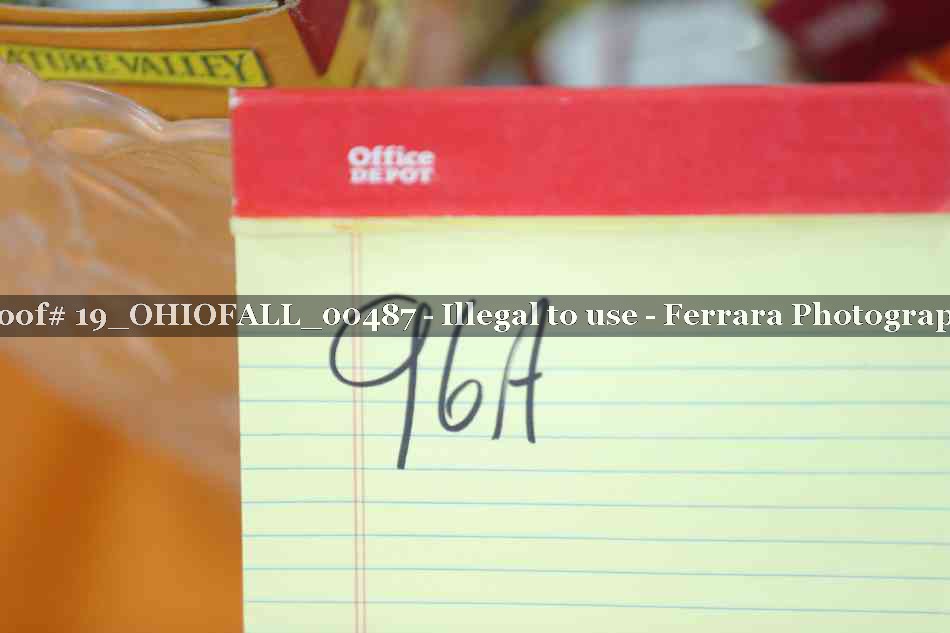 ATURE VALLEY
Office
DEPOT
oof# 19_OHIOFALL_00487 - Illegal to use - Ferrara Photograp
96A